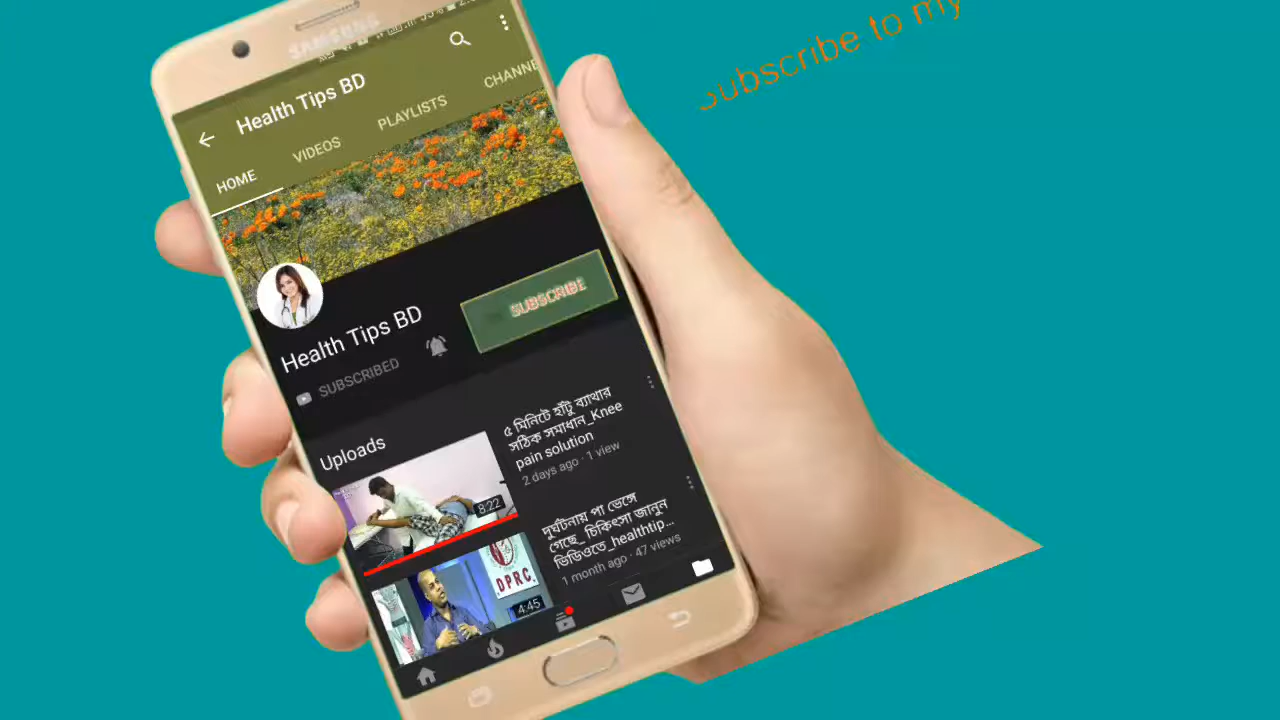 subscribe to my
SAMSUNG
Health Tips BD
HOME
VIDEOS
PLAYLISTS
CHANNE
Health Tips BD
SUBSCRIBE
SUBSCRIBED
Uploads
8:22
৫ মিনিটে হাঁটু ব্যাথার
সঠিক সমাধান_Knee
pain solution
2 days ago · 1 view
DPRC
4:45
দুর্ঘটনায় পা ভেঙ্গে
গেছে_ চিকিৎসা জানুন
ভিডিওতে_healthtip...
1 month ago · 47 views